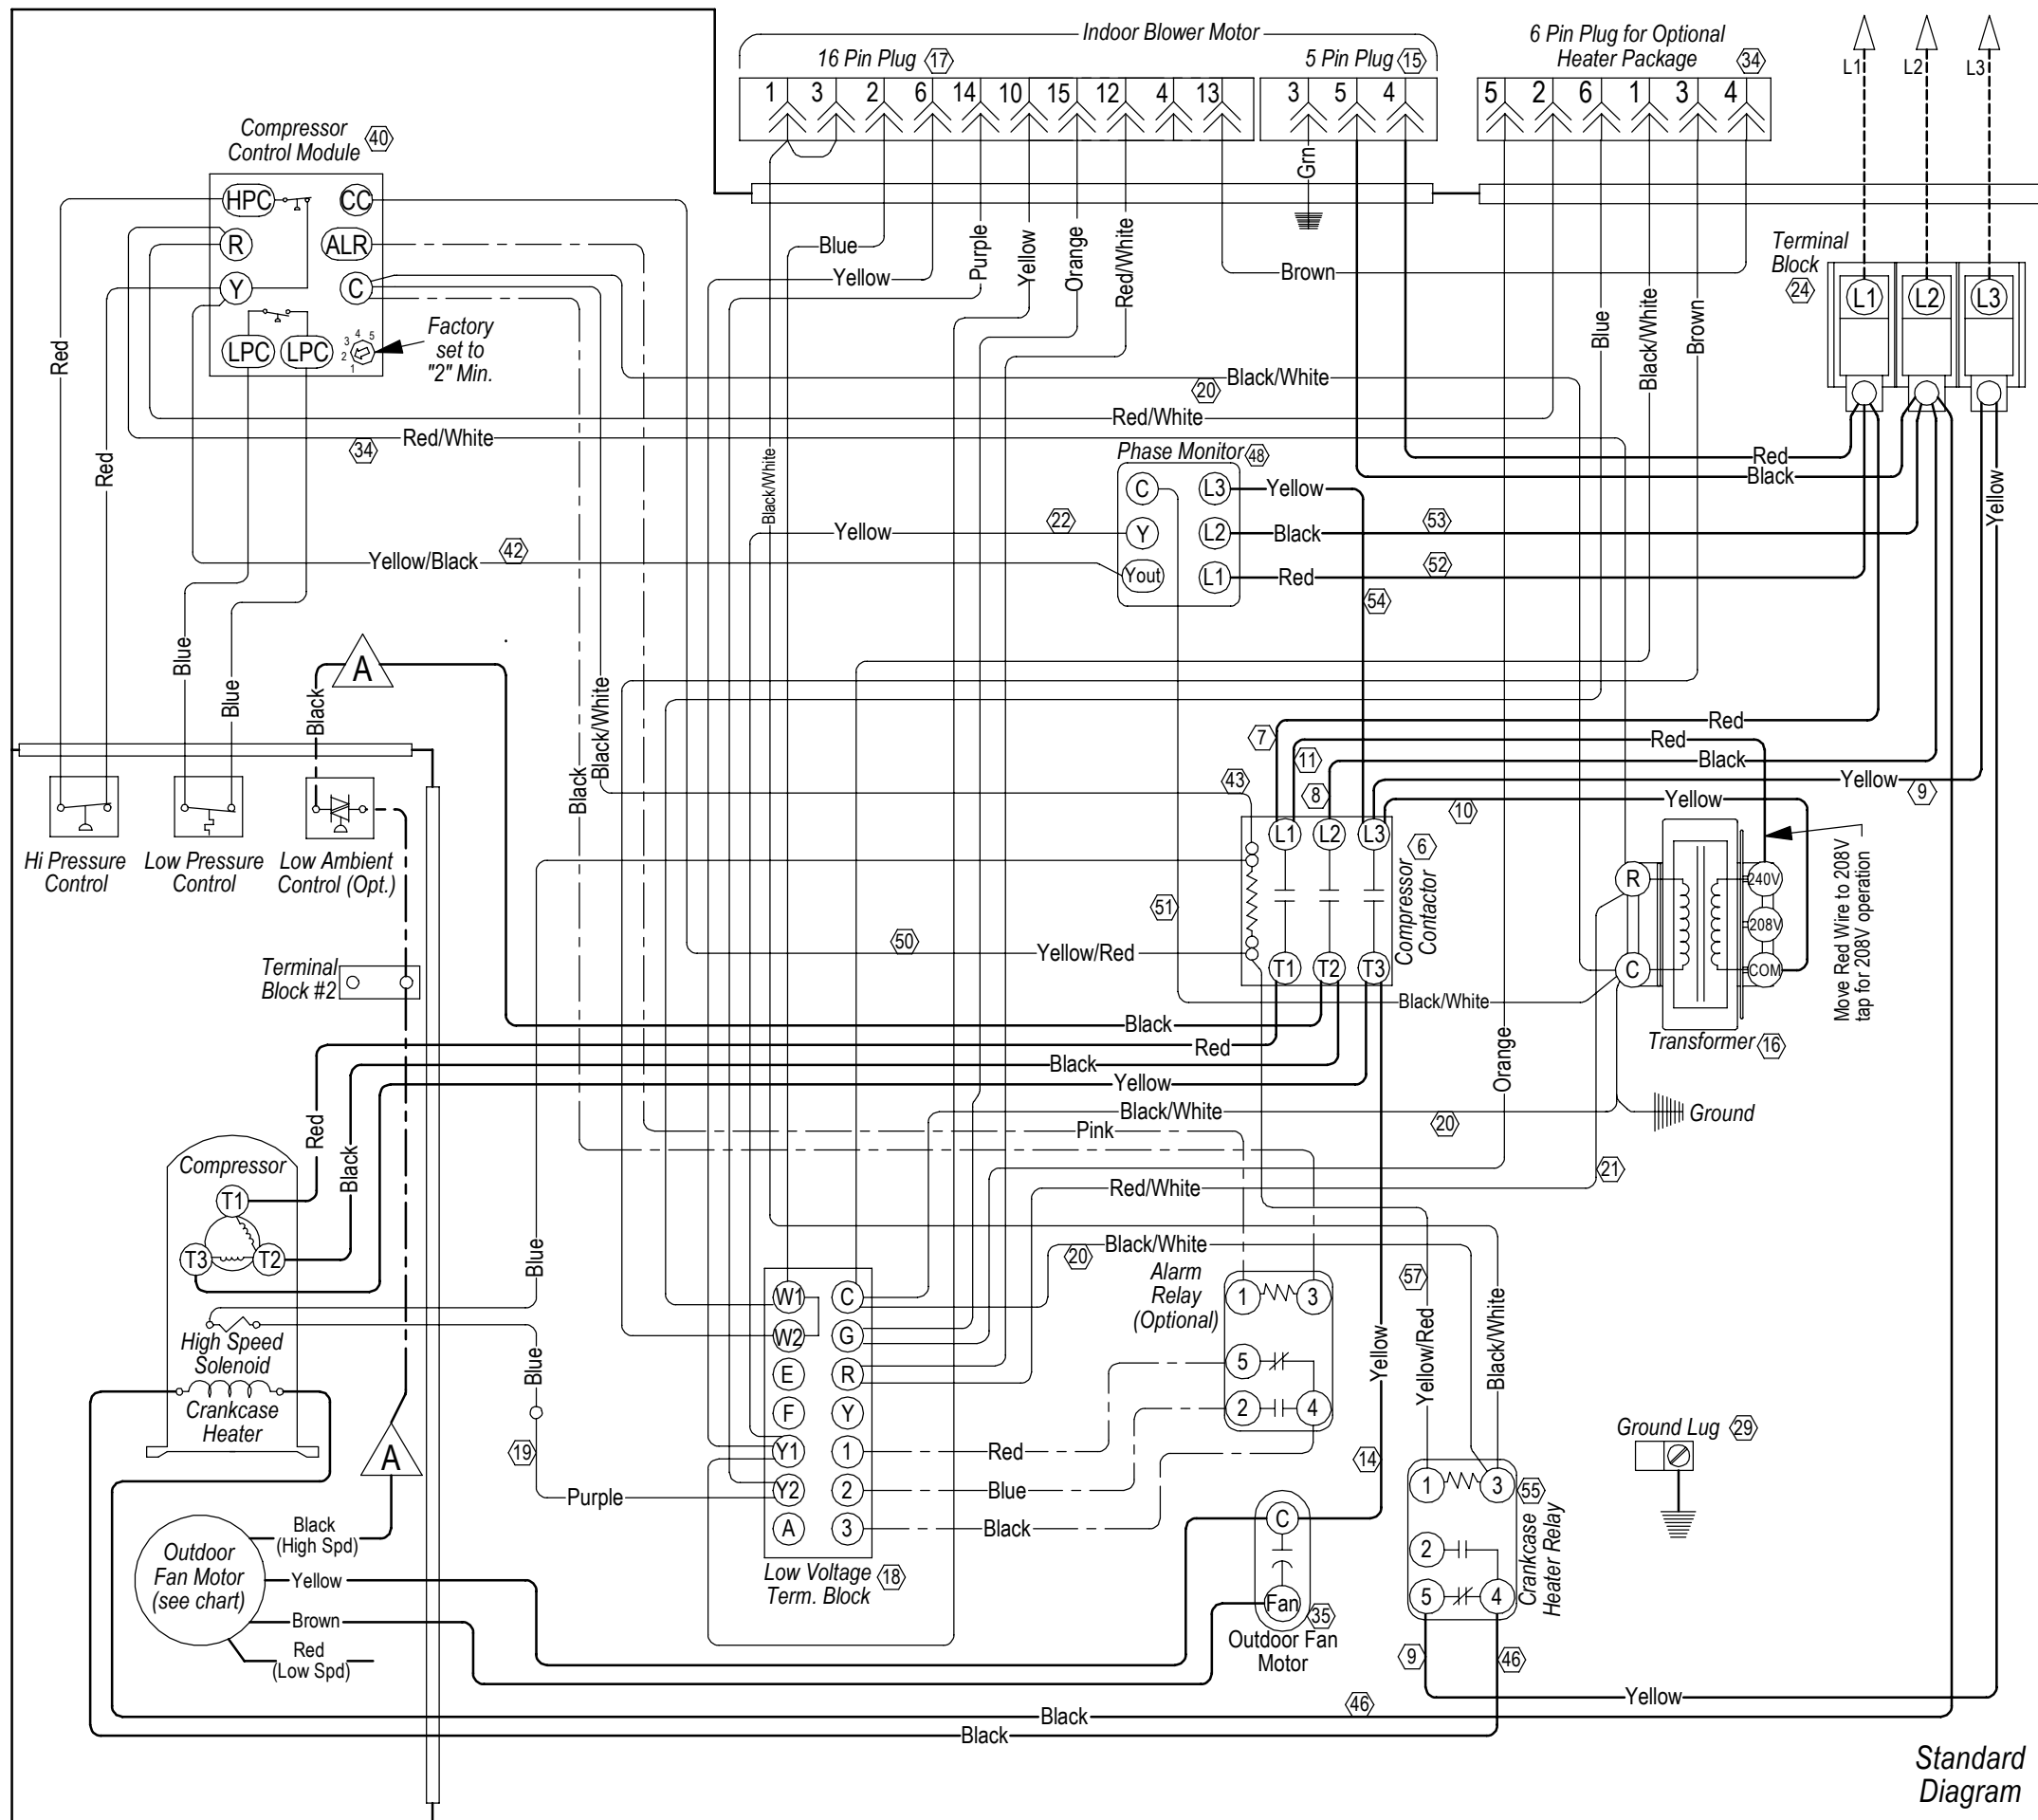 Indoor Blower Motor
16 Pin Plug 17
5 Pin Plug 15
6 Pin Plug for Optional
Heater Package 34
L1 L2 L3
1 3 2 6 14 10 15 12 4 13
3 5 4
5 2 6 1 3 4
Compressor
Control Module 40
HPC CC
R ALR
Y C
LPC LPC
1 2 3 4 5
Factory
set to
"2" Min.
Grn
Blue
Yellow
Purple
Yellow
Orange
Red/White
Brown
Blue
Black/White
Brown
Terminal
Block
24
L1 L2 L3
Red
Red
Black/White
20
Red/White
Red/White
34
Black/White
Phase Monitor 48
C L3
Y L2
Yout L1
Yellow
Black 53
Red 52
54
Red
Black
Yellow
Yellow 22
Yellow/Black 42
Blue
Blue
Black
A
Black/White
Black
Red
7
Red
11
Black
8
Yellow 9
43
Yellow
10
L1 L2 L3
T1 T2 T3
6
Compressor
Contactor
51
50
Yellow/Red
Black/White
R
C
240V
208V
COM
Move Red Wire to 208V
tap for 208V operation
Transformer 16
Hi Pressure
Control
Low Pressure
Control
Low Ambient
Control (Opt.)
Terminal
Block #2
Black
Red
Black
Yellow
Black/White
20
Ground
Orange
Pink
21
Red/White
Compressor
T1
T3 T2
Red
Black
High Speed
Solenoid
Crankcase
Heater
Blue
Blue
19
Purple
A
Black/White
20
Alarm
Relay
(Optional)
1 3
5
2 4
57
Yellow/Red
Black/White
Yellow
14
W1 C
W2 G
E R
F Y
Y1 1
Y2 2
A 3
Red
Blue
Black
Low Voltage
Term. Block 18
Ground Lug 29
1 3
2
5 4
55
Crankcase
Heater Relay
Outdoor
Fan Motor
(see chart)
Black
(High Spd)
Yellow
Brown
Red
(Low Spd)
C
Fan
35
Outdoor Fan
Motor
9
46
Yellow
46
Black
Black
Standard
Diagram